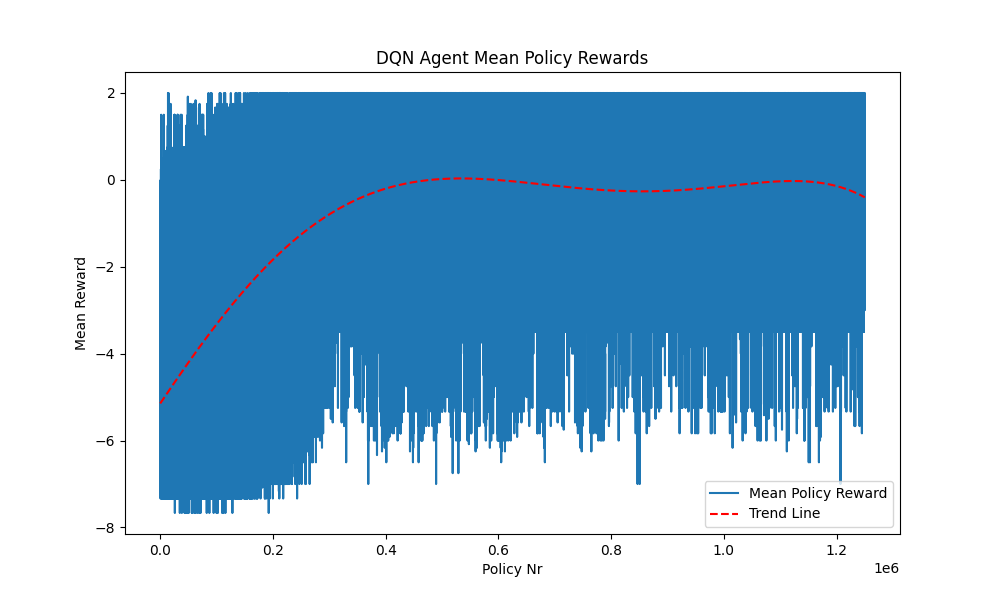 DQN Agent Mean Policy Rewards
2
0
−2
−4
−6
−8
Mean Reward
0.0 0.2 0.4 0.6 0.8 1.0 1.2
1e6
Policy Nr
Mean Policy Reward
Trend Line